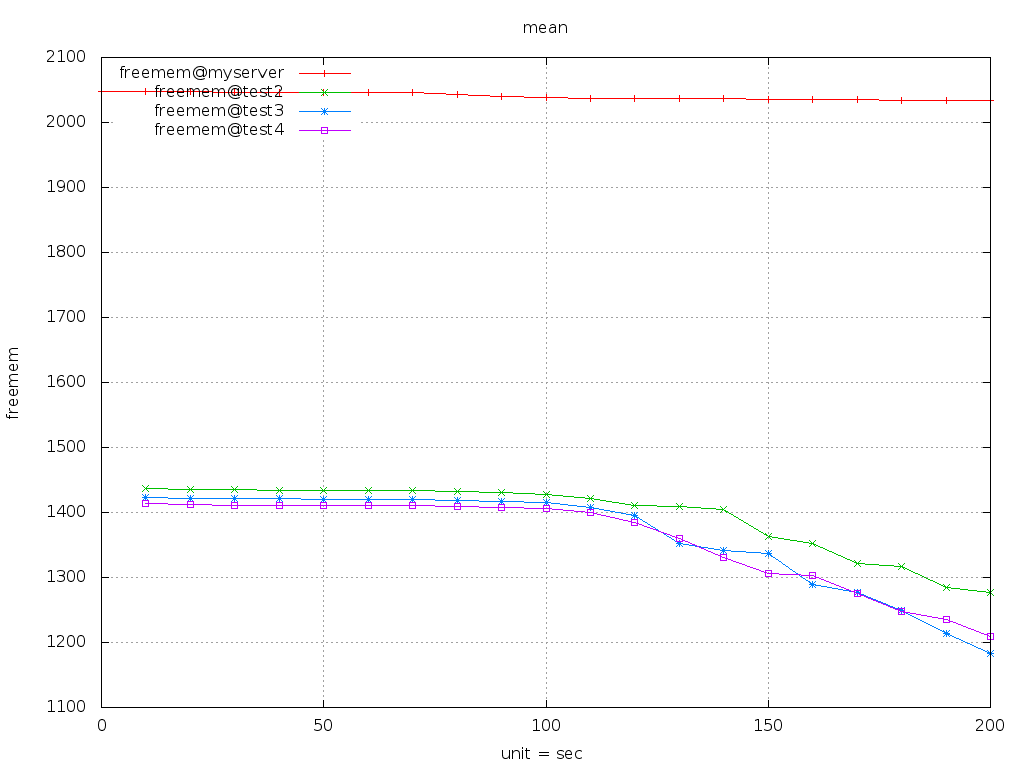 mean
2100
2000
1900
1800
1700
1600
1500
1400
1300
1200
1100
freemem
freemem@myserver
freemem@test2
freemem@test3
freemem@test4
0 50 100 150 200
unit = sec